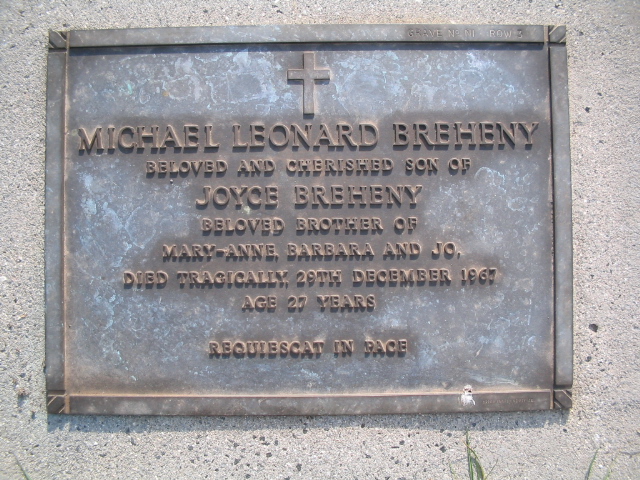 MICHAEL LEONARD BREHENY
BELOVED AND CHERISHED SON OF
JOYCE BREHENY
BELOVED BROTHER OF
MARY-ANNE, BARBARA AND JO,
DIED TRAGICALLY, 29TH DECEMBER 1967
AGE 27 YEARS
REQUIESCAT IN PACE